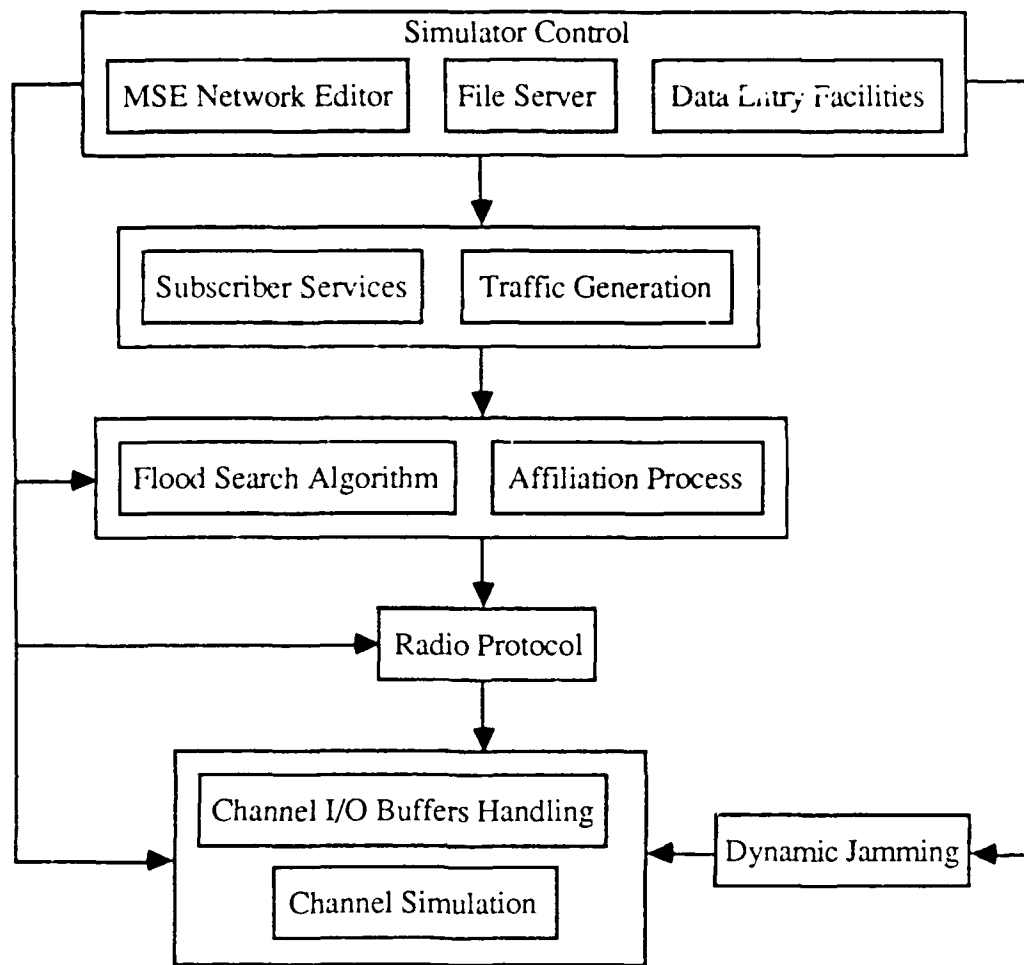 Simulator Control
MSE Network Editor
File Server
Data Entry Facilities
Subscriber Services
Traffic Generation
Flood Search Algorithm
Affiliation Process
Radio Protocol
Channel I/O Buffers Handling
Dynamic Jamming
Channel Simulation